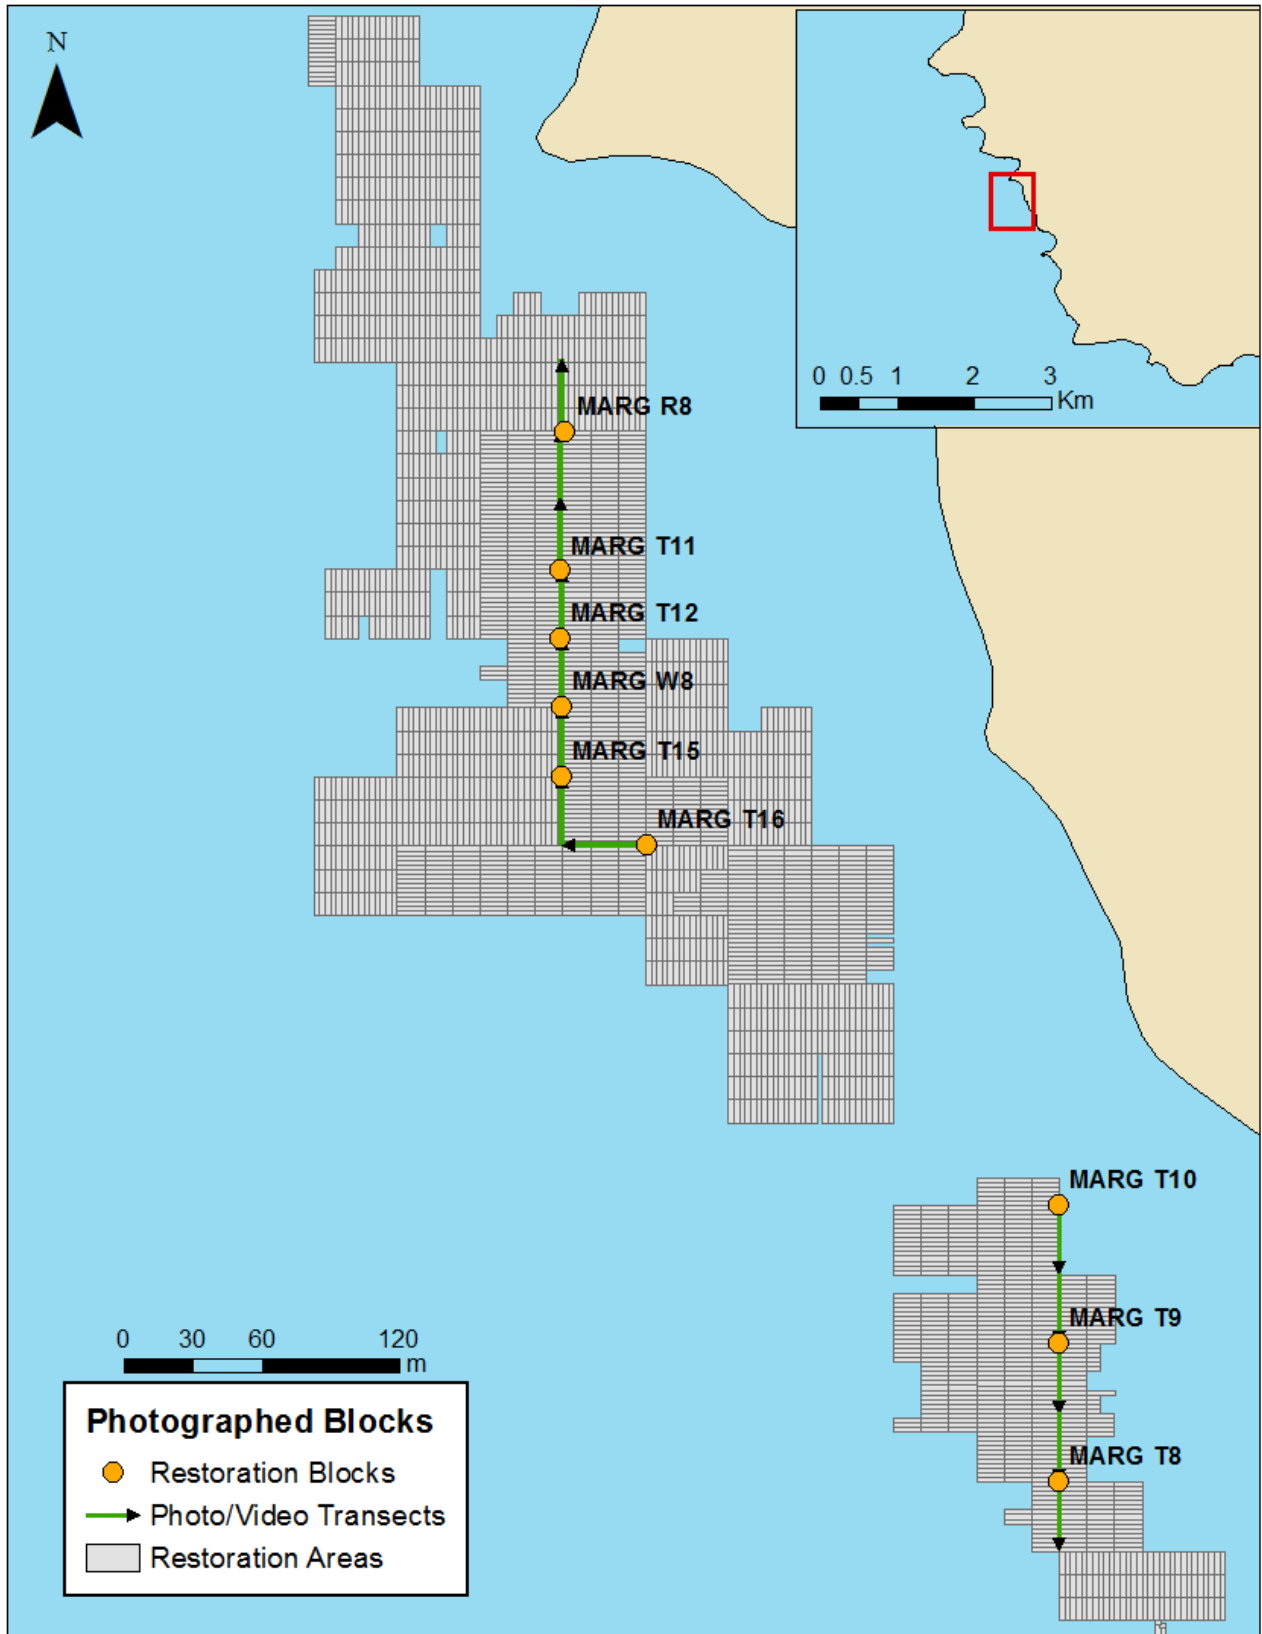 N
0 0.5 1 2 3
Km
MARG R8
MARG T11
MARG T12
MARG W8
MARG T15
MARG T16
MARG T10
MARG T9
MARG T8
0 30 60 120
m
Photographed Blocks
Restoration Blocks
Photo/Video Transects
Restoration Areas